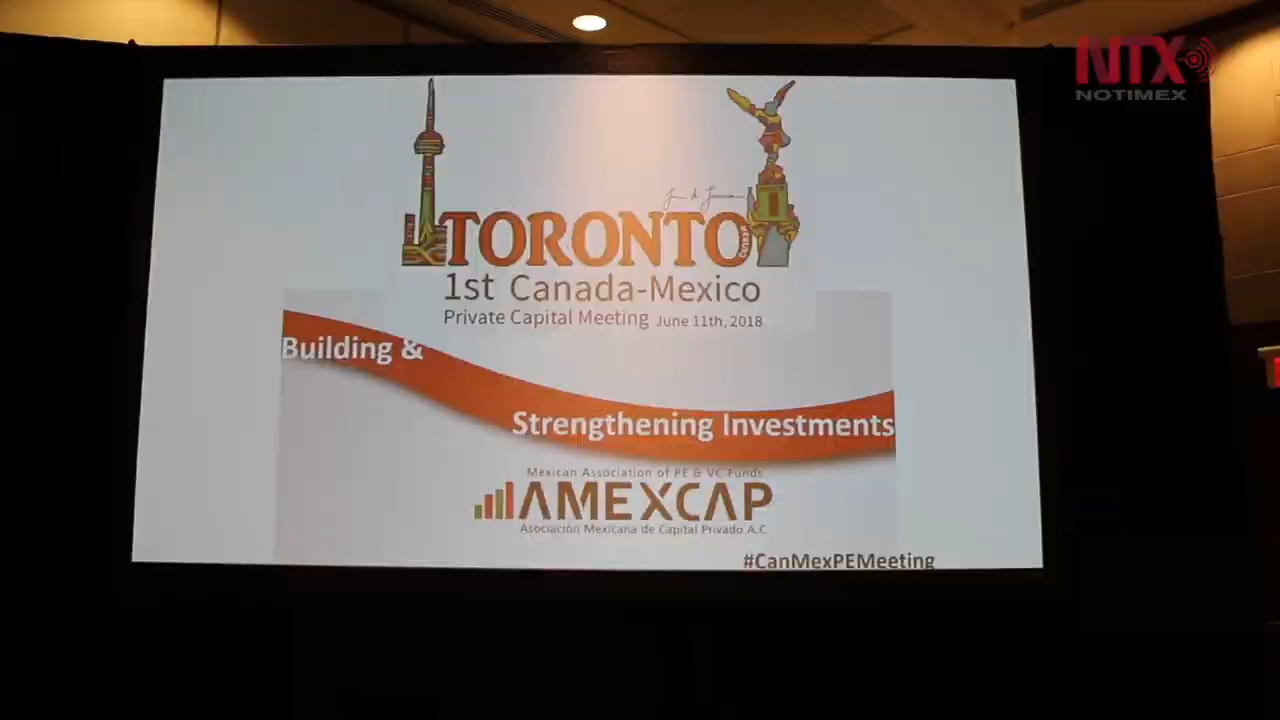 NTX
NOTIMEX
TORONTO
1st Canada-Mexico
Private Capital Meeting June 11th, 2018
Building &
Strengthening Investments
Mexican Association of PE & VC Funds
AMEXCAP
Asociación Mexicana de Capital Privado A.C
#CanMexPEMeeting